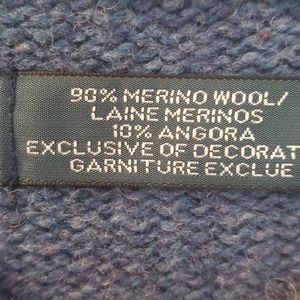 90% MERINO WOOL/
LAINE MERINOS
10% ANGORA
EXCLUSIVE OF DECORAT
GARNITURE EXCLUE